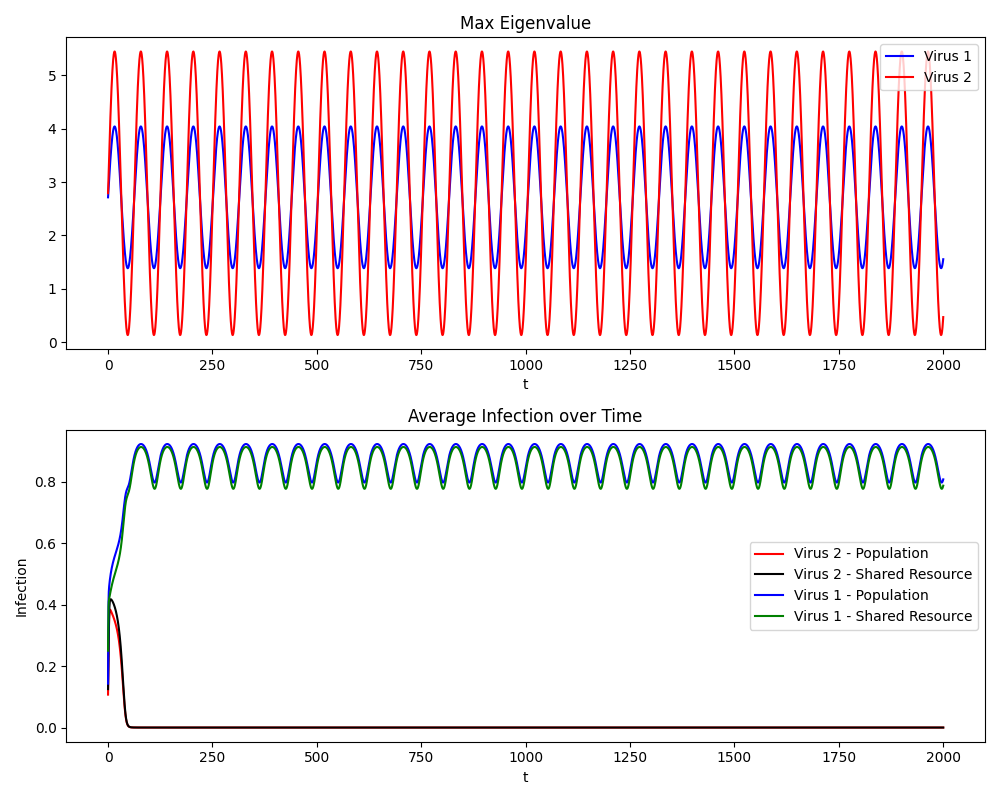 Max Eigenvalue
Virus 1
Virus 2
5
4
3
2
1
0
0 250 500 750 1000 1250 1500 1750 2000
t
Average Infection over Time
Infection
0.8
0.6
0.4
0.2
0.0
Virus 2 - Population
Virus 2 - Shared Resource
Virus 1 - Population
Virus 1 - Shared Resource
0 250 500 750 1000 1250 1500 1750 2000
t